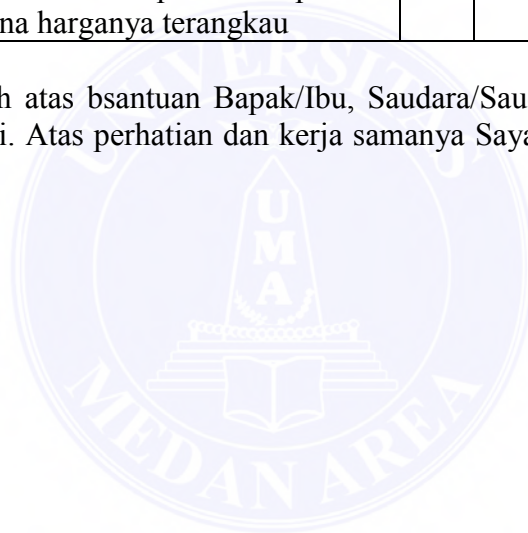 na harganya terangkau
h atas bsantuan Bapak/Ibu, Saudara/Sau
i. Atas perhatian dan kerja samanya Saya
UNIVERSITAS
U
M
A
MEDAN AREA